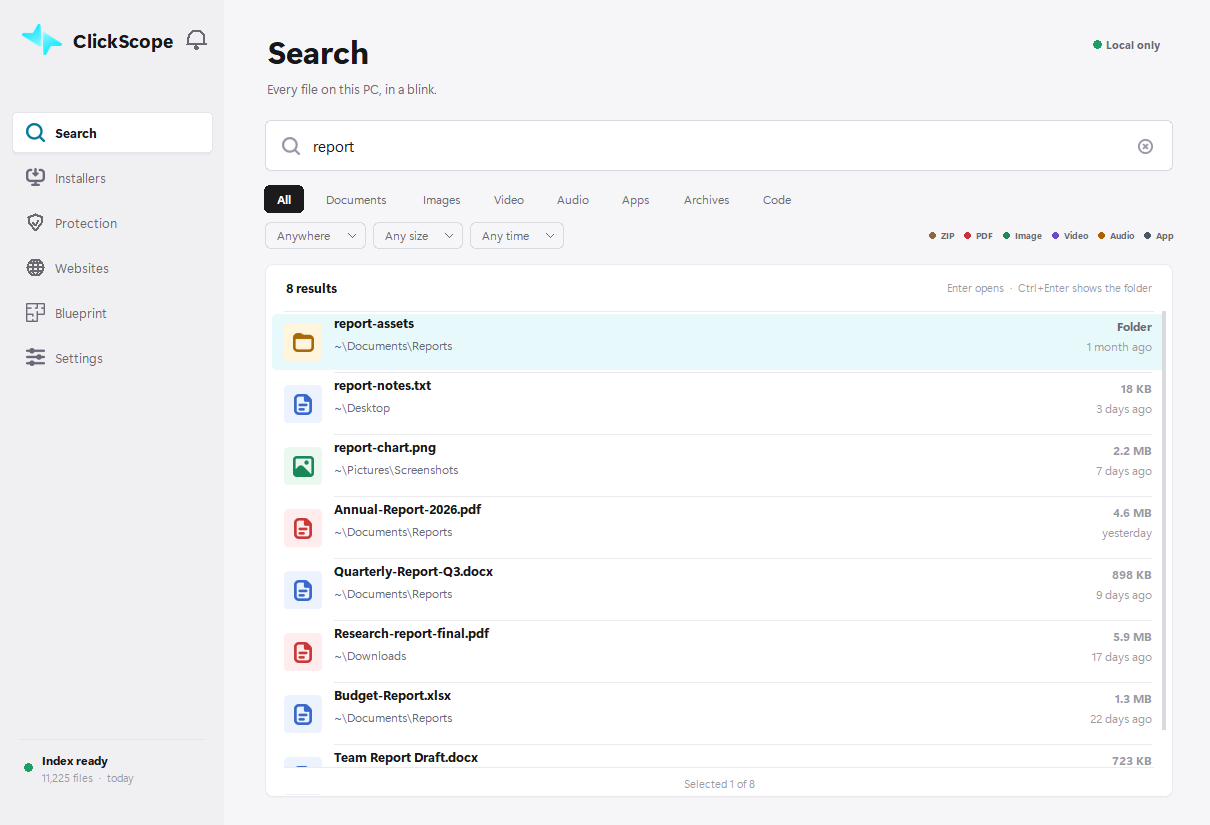 ClickScope
Search
Installers
Protection
Websites
Blueprint
Settings
Index ready
11,225 files · today
Search
Local only
Every file on this PC, in a blink.
report
All Documents Images Video Audio Apps Archives Code
Anywhere Any size Any time
ZIP PDF Image Video Audio App
8 results
Enter opens · Ctrl+Enter shows the folder
report-assets
Folder
~\Documents\Reports
1 month ago
report-notes.txt
18 KB
~\Desktop
3 days ago
report-chart.png
2.2 MB
~\Pictures\Screenshots
7 days ago
Annual-Report-2026.pdf
4.6 MB
~\Documents\Reports
yesterday
Quarterly-Report-Q3.docx
898 KB
~\Documents\Reports
9 days ago
Research-report-final.pdf
5.9 MB
~\Downloads
17 days ago
Budget-Report.xlsx
1.3 MB
~\Documents\Reports
22 days ago
Team Report Draft.docx
723 KB
Selected 1 of 8